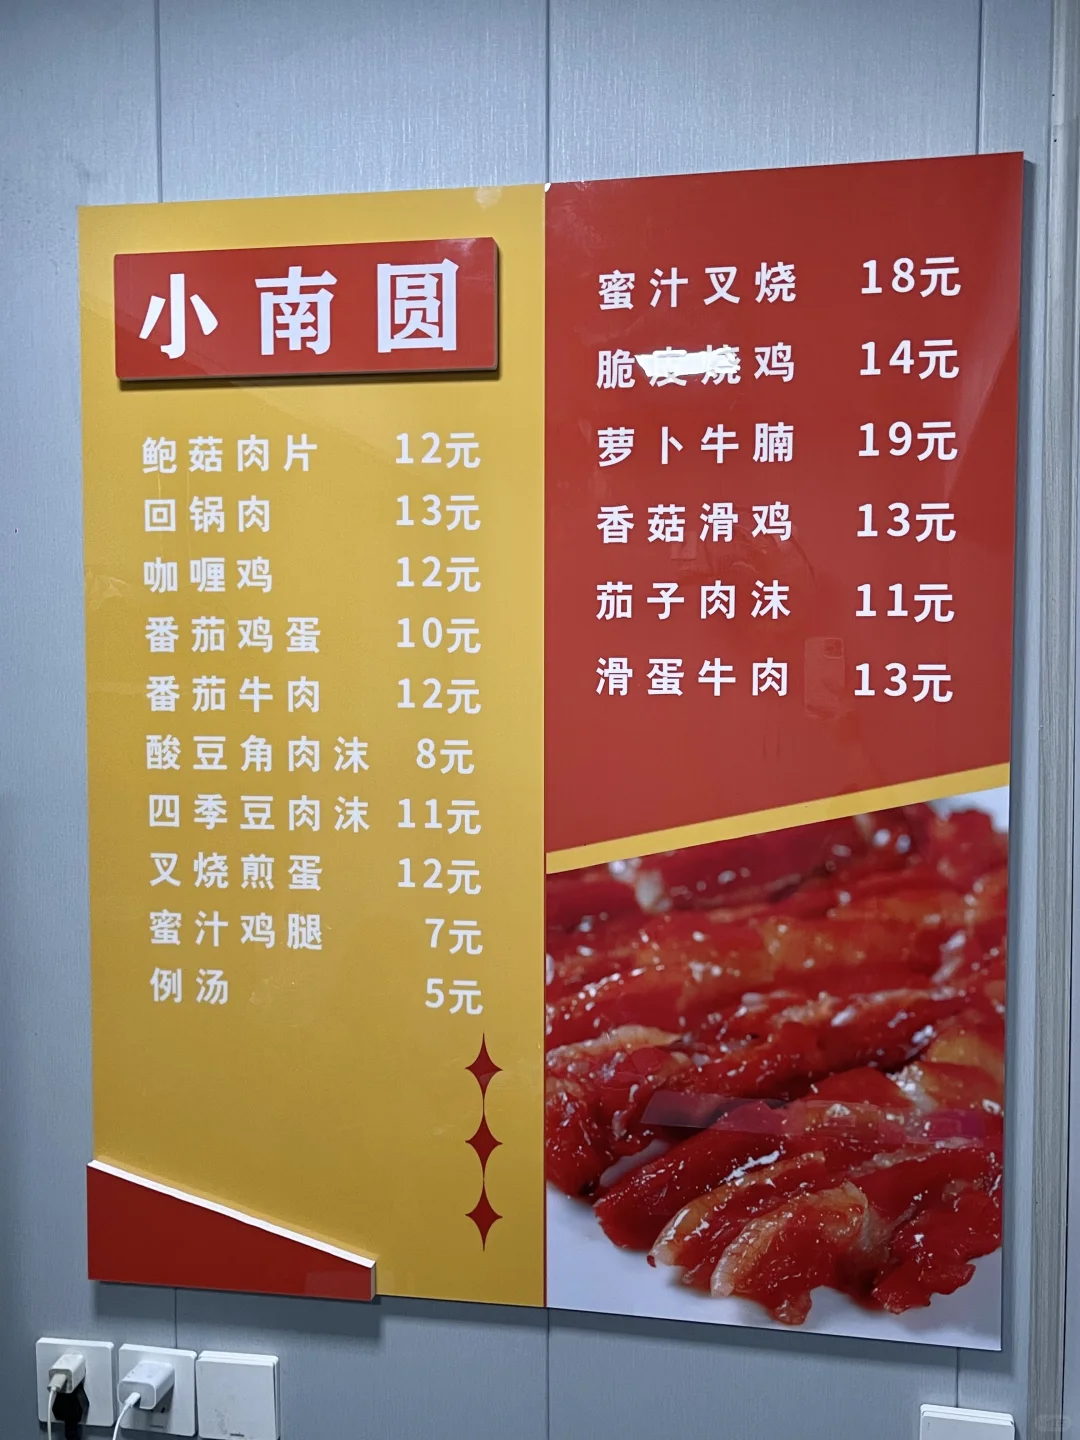 小南圆
鲍菇肉片 12元
回锅肉 13元
咖喱鸡 12元
番茄鸡蛋 10元
番茄牛肉 12元
酸豆角肉沫 8元
四季豆肉沫 11元
叉烧煎蛋 12元
蜜汁鸡腿 7元
例汤 5元
蜜汁叉烧 18元
脆皮烧鸡 14元
萝卜牛腩 19元
香菇滑鸡 13元
茄子肉沫 11元
滑蛋牛肉 13元